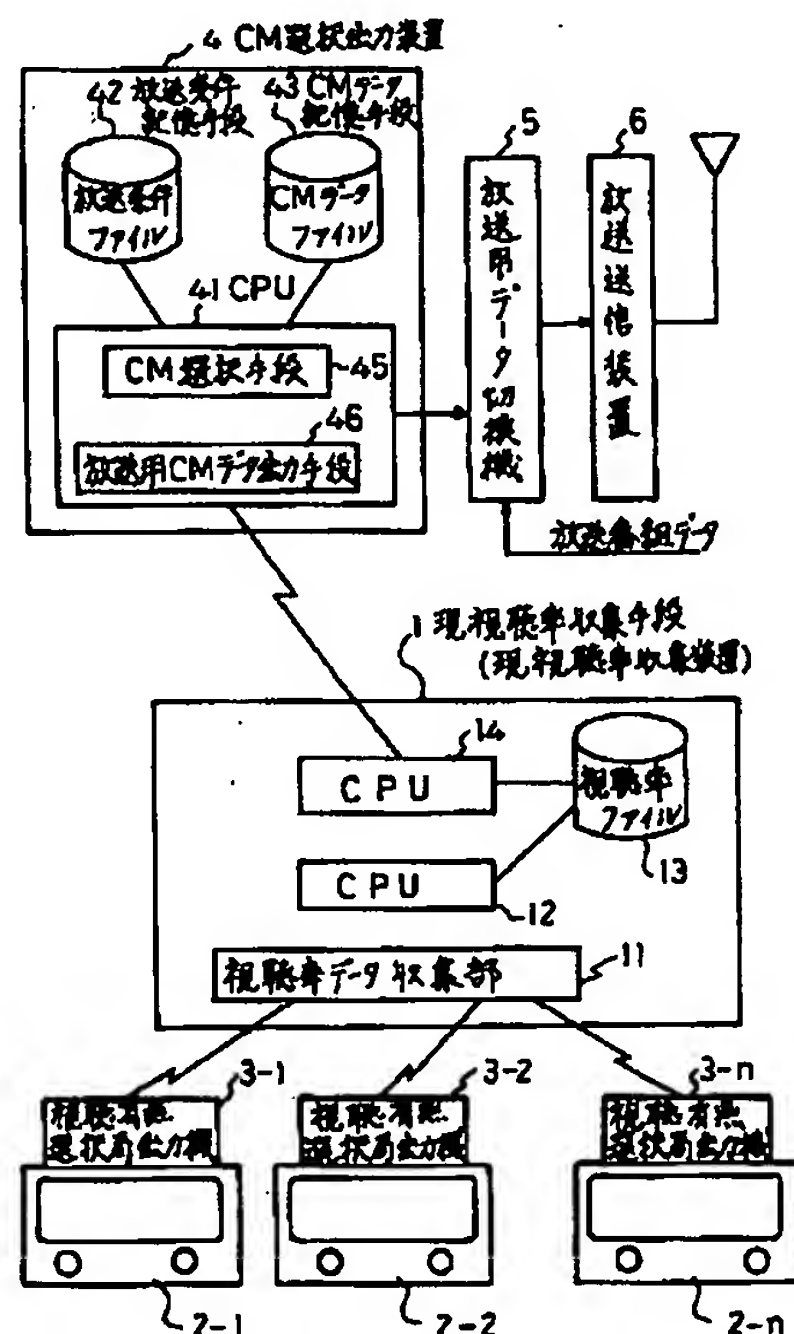 4 CM選択出力装置
42 放送条件
記憶手段
43 CMデータ
記憶手段
放送条件
ファイル
CMデータ
ファイル
41 CPU
CM選択手段
45
46
放送用CMデータ出力手段
5
放送用データ切換機
6
放送送信装置
放送番組データ
1 現視聴率収集手段
(現視聴率収集装置)
14
CPU
視聴率
ファイル
13
CPU
12
視聴率データ収集部
11
3-1
視聴有無
選択局出力機
3-2
視聴有無
選択局出力機
3-n
視聴有無
選択局出力機
2-1
2-2
2-n